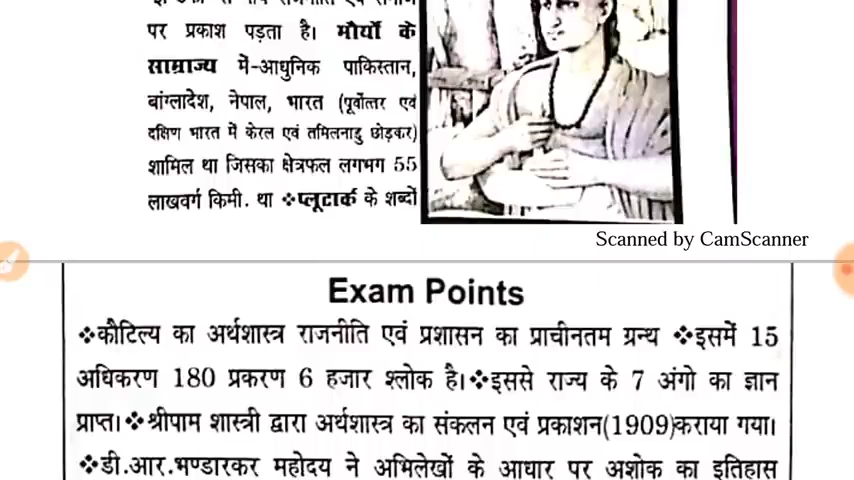 पर प्रकाश पड़ता है। मौर्यो के
साम्राज्य में-आधुनिक पाकिस्तान,
बांग्लादेश, नेपाल, भारत (पूर्वोत्तर एवं
दक्षिण भारत में केरल एवं तमिलनाडु छोड़कर)
शामिल था जिसका क्षेत्रफल लगभग 55
लाखवर्ग किमी. था ❖प्लूटार्क के शब्दों
Scanned by CamScanner
Exam Points
❖कौटिल्य का अर्थशास्त्र राजनीति एवं प्रशासन का प्राचीनतम ग्रन्थ ❖इसमें 15
अधिकरण 180 प्रकरण 6 हजार श्लोक है।❖इससे राज्य के 7 अंगो का ज्ञान
प्राप्त।❖श्रीपाम शास्त्री द्वारा अर्थशास्त्र का संकलन एवं प्रकाशन(1909)कराया गया।
❖डी.आर.भण्डारकर महोदय ने अभिलेखों के आधार पर अशोक का इतिहास